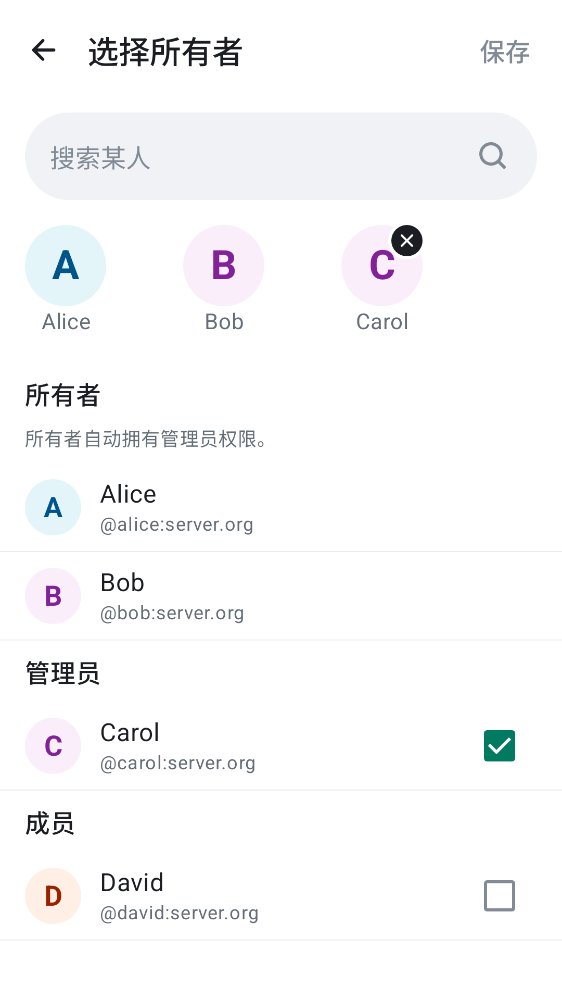 选择所有者
保存
搜索某人
A
B
C
Alice
Bob
Carol
所有者
所有者自动拥有管理员权限。
A
Alice
@alice:server.org
B
Bob
@bob:server.org
管理员
C
Carol
@carol:server.org
成员
D
David
@david:server.org